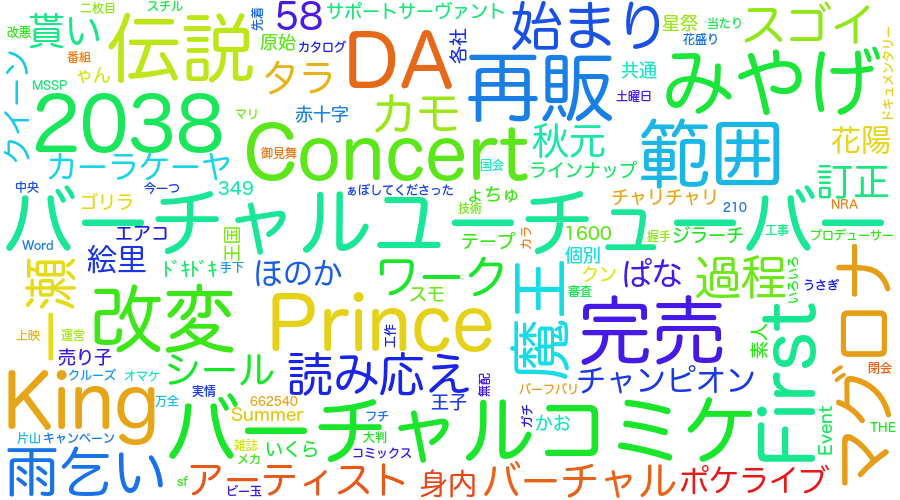 二枚目
スチル
改悪
貰い
伝説
先着
58
サポートサーヴァント
始まり
星祭
当たり
花盛り
スゴイ
番組
原始
カタログ
DA
各社
再販
共通
みやげ
ドキュメンタリー
MSSP
ゃん
タラ
クイーン
2038
マリ
赤十字
カモ
土曜日
花陽
カーラケーヤ
御見舞
Concert
国会
秋元
ラインナップ
範囲
訂正
中央
今一つ
349
ぁぼしてくださった
ゴリラ
ょちゅ
技術
チャリチャリ
210
NRA
バーチャルユーチューバー
Word
エアコ
王国
テープ
カラ
1600
握手
ジラーチ
工事
プロデューサー
絵里
ドキドキ
手下
ほのか
ワーク
個別
クン
審査
ぱな
過程
いろいろ
うさぎ
一瀬
改変
スモ
Prince
工作
魔王
完売
素人
First
マグロナ
上映
運営
売り子
シール
読み応え
チャンピオン
閉会
King
クルーズ
オマケ
実情
無配
バーフバリ
万全
662540
王子
Summer
フチ
ガチ
かお
バーチャルコミケ
Event
THE
片山
キャンペーン
雑誌
メカ
いくら
大判
コミックス
雨乞い
sf
アーティスト
ビー玉
身内
バーチャル
ポケライブ